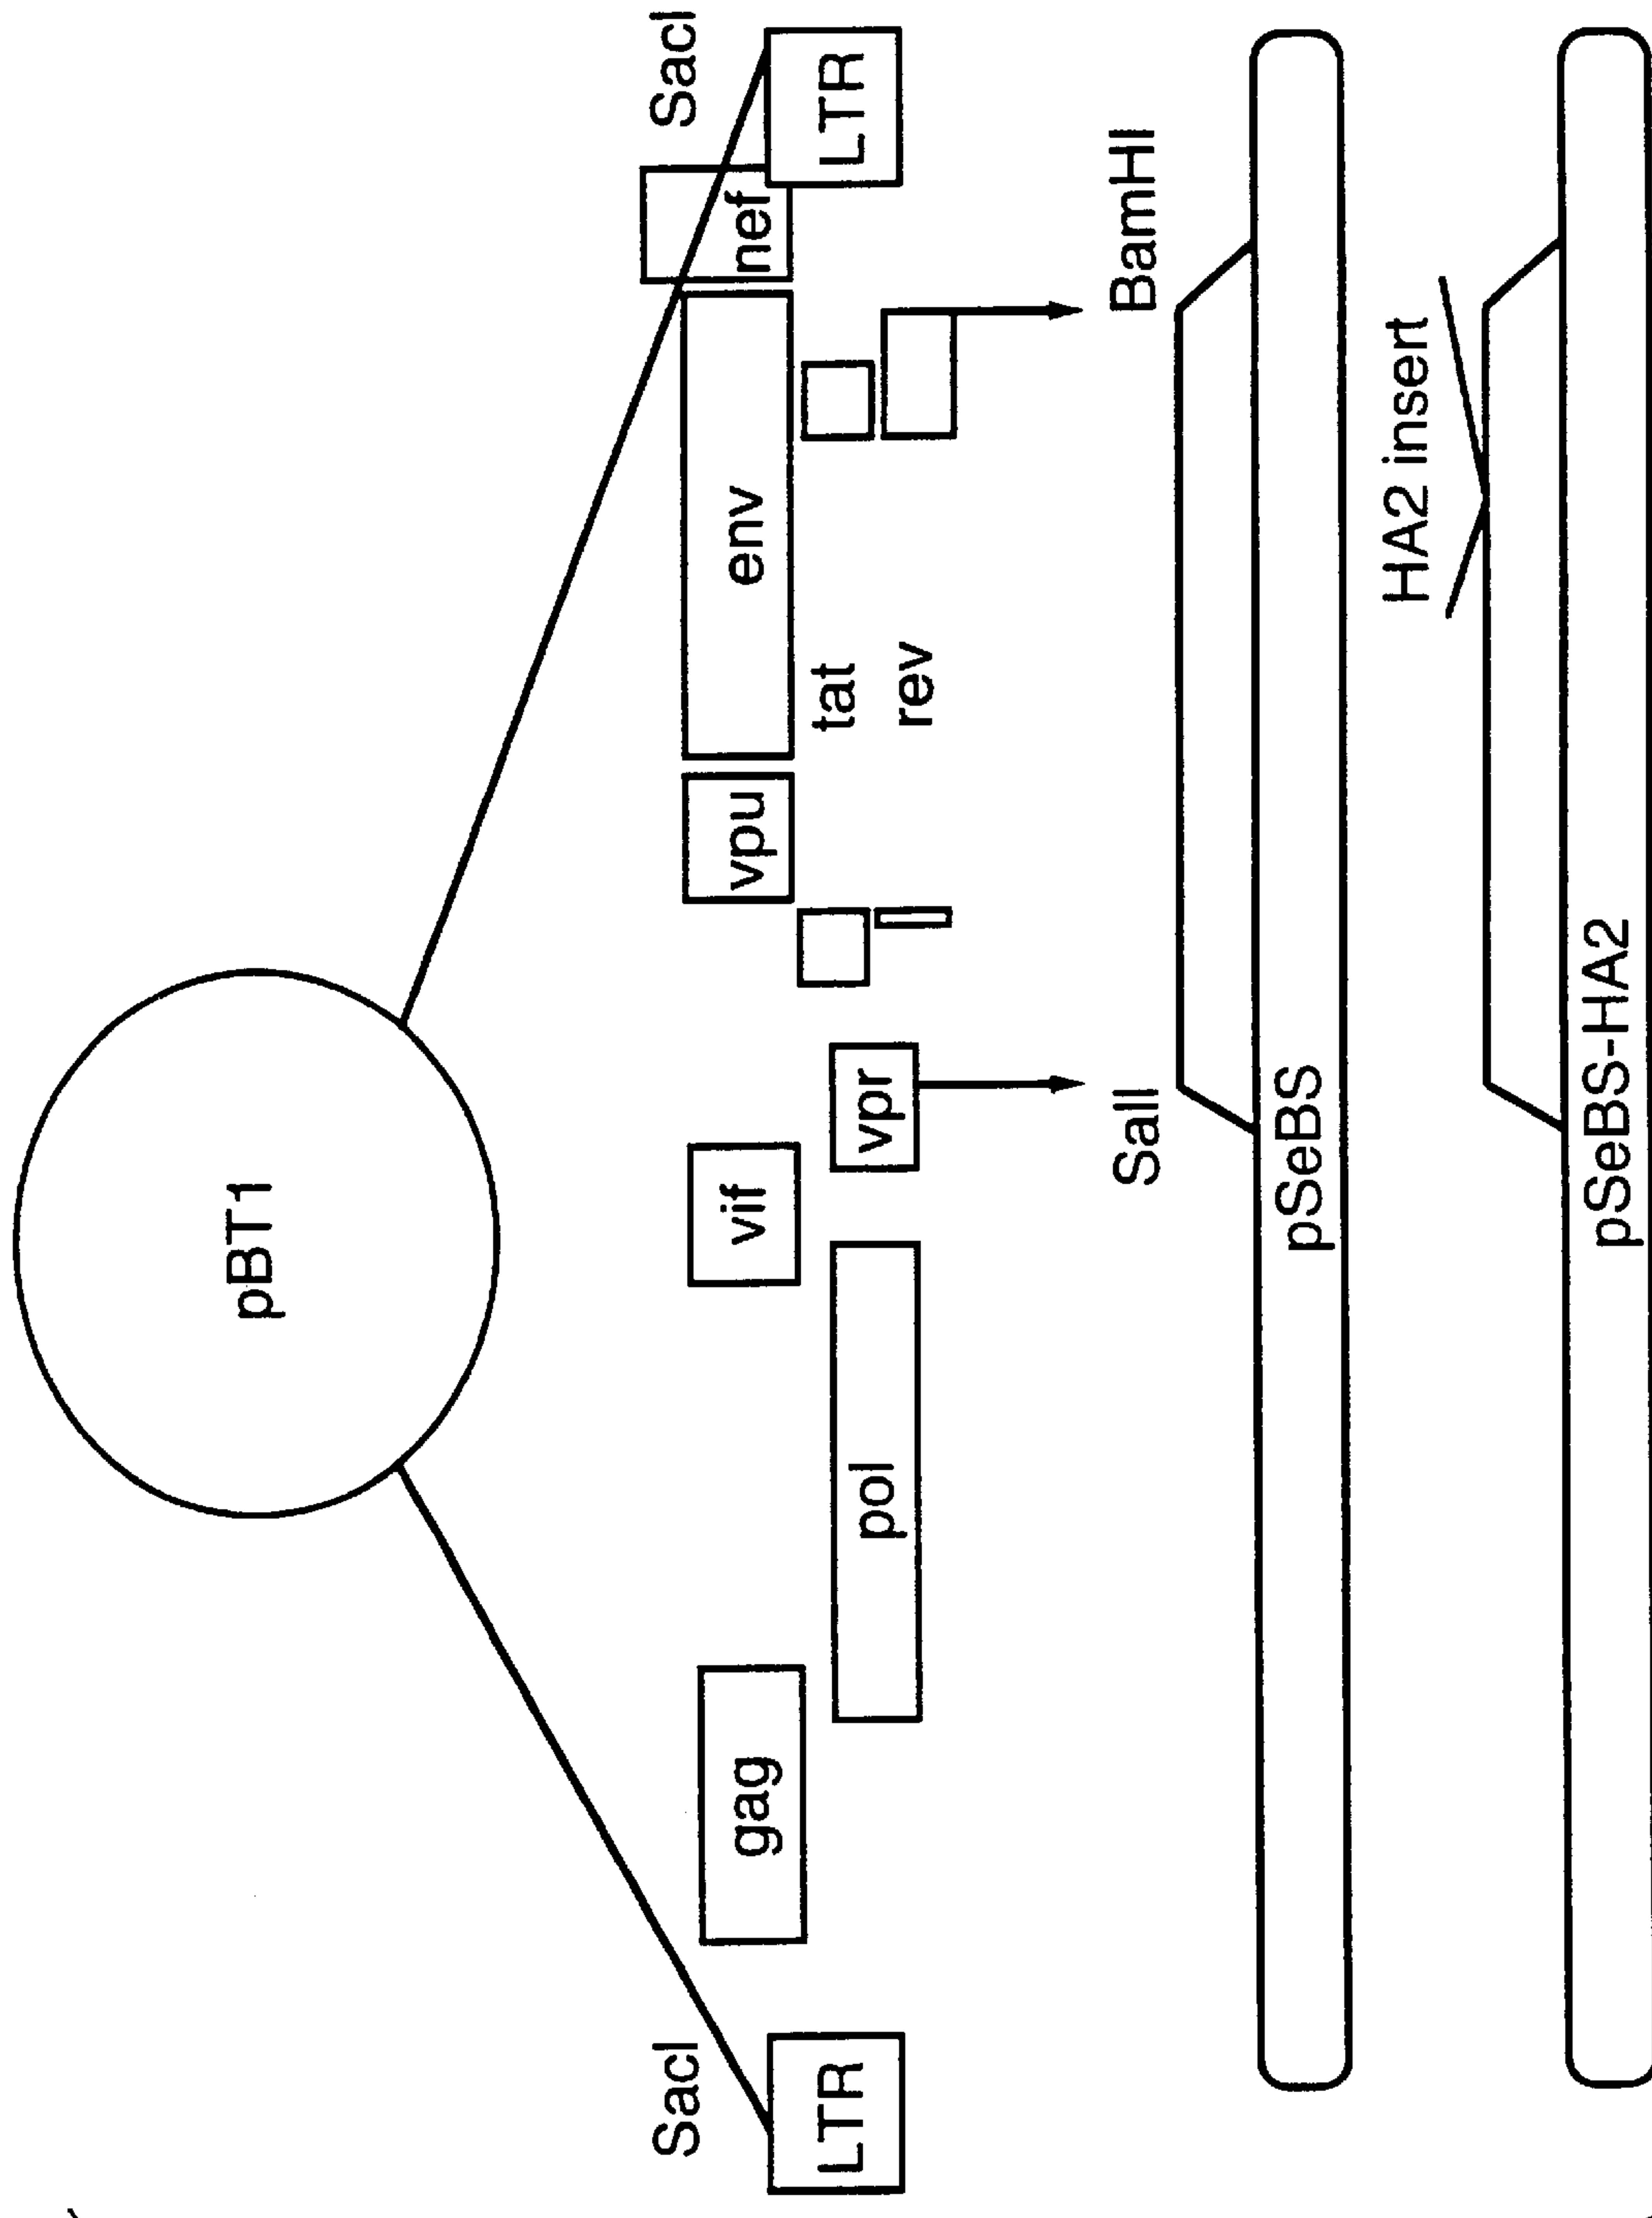 pBT1
SacI
SacI
LTR
gag
pol
vif
vpr
vpu
env
tat
rev
nef
LTR
SalI
BamHI
pSeBS
HA2 insert
pSeBS-HA2